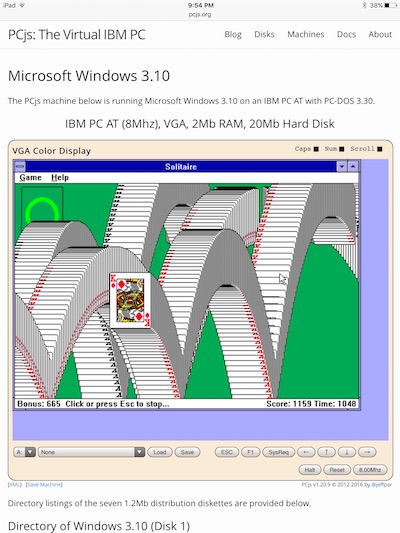 iPad 9:54 PM 38%
pcjs.org
PCjs: The Virtual IBM PC Blog Disks Machines Docs About
Microsoft Windows 3.10
The PCjs machine below is running Microsoft Windows 3.10 on an IBM PC AT with PC-DOS 3.30.
IBM PC AT (8Mhz), VGA, 2Mb RAM, 20Mb Hard Disk
VGA Color Display Caps Num Scroll
Solitaire
Game Help
K
K
Bonus: 665 Click or press Esc to stop... Score: 1159 Time: 1048
A: None Load Save ESC F1 SysReq ← ↑ ↓ →
Halt Reset 8.00Mhz
[XML] [Save Machine] PCjs v1.20.9 © 2012-2016 by @jeffpar
Directory listings of the seven 1.2Mb distribution diskettes are provided below.
Directory of Windows 3.10 (Disk 1)